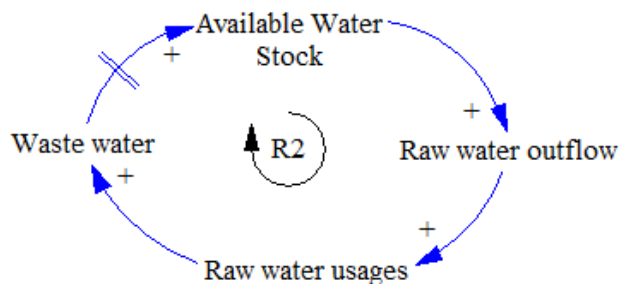 Available Water
Stock
+
+
Waste water
R2
Raw water outflow
+
+
Raw water usages